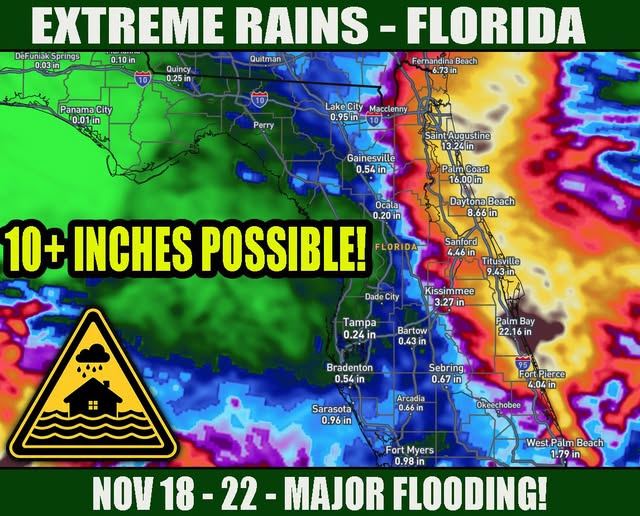 EXTREME RAINS - FLORIDA
DeFuniak Springs
0.03 in
0.10 in
Quincy
0.25 in
Quitman
Fernandina Beach
6.73 in
10
10
Panama City
0.01 in
Lake City
0.95 in
Macclenny
10
Perry
Saint Augustine
13.24 in
Gainesville
0.54 in
Palm Coast
16.00 in
Ocala
0.20 in
Daytona Beach
8.66 in
10+ INCHES POSSIBLE!
FLORIDA
Sanford
4.46 in
Titusville
9.43 in
Dade City
Kissimmee
3.27 in
Tampa
0.24 in
Bartow
0.43 in
Palm Bay
22.16 in
Bradenton
0.54 in
Sebring
0.67 in
95
Fort Pierce
4.04 in
Sarasota
0.96 in
Arcadia
0.66 in
Okeechobee
Fort Myers
0.98 in
West Palm Beach
1.79 in
NOV 18 - 22 - MAJOR FLOODING!